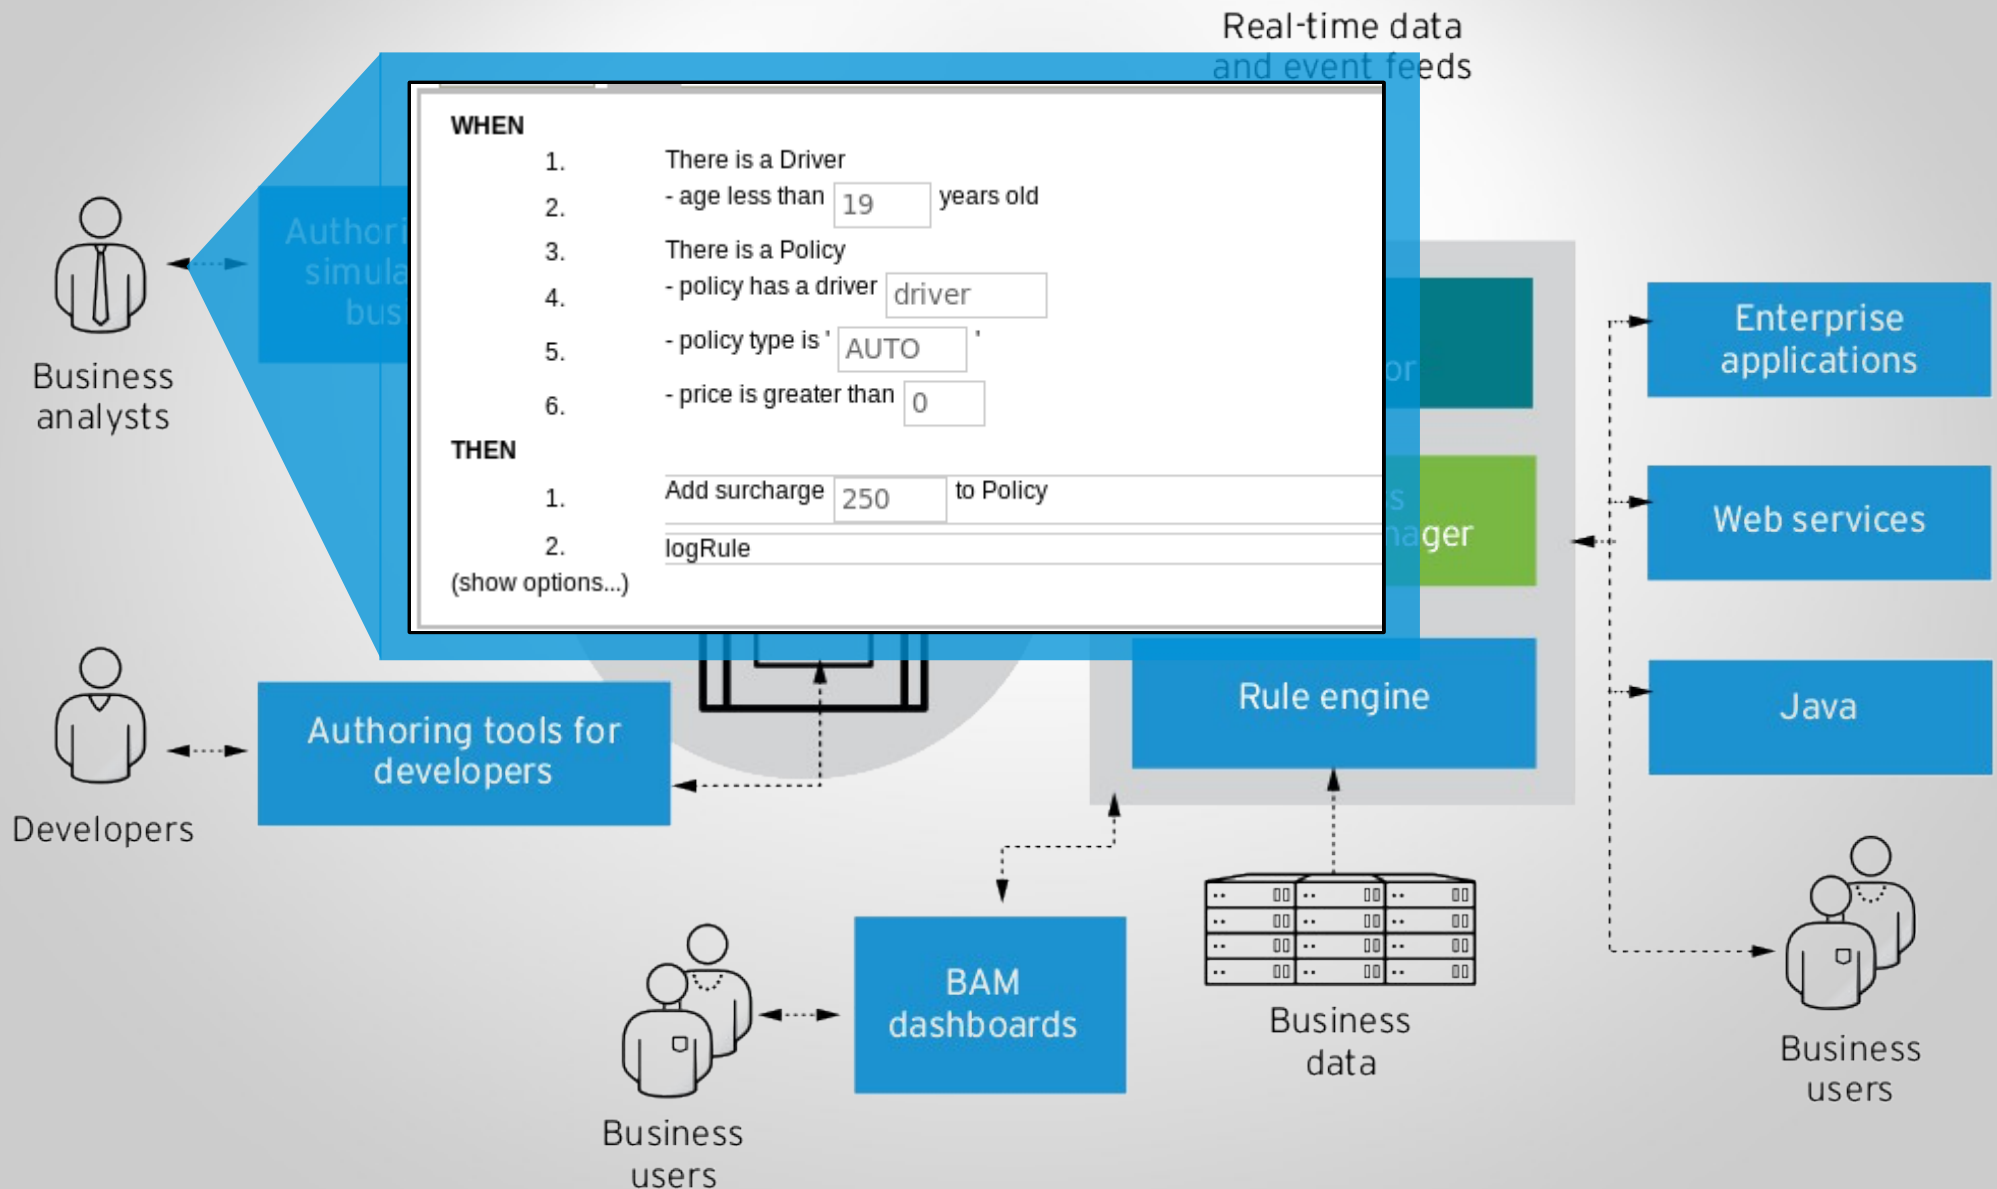 Real-time data
and event feeds
WHEN
1. There is a Driver
2. - age less than 19 years old
3. There is a Policy
4. - policy has a driver driver
5. - policy type is ' AUTO '
6. - price is greater than 0
THEN
1. Add surcharge 250 to Policy
2. logRule
(show options...)
Business
analysts
Enterprise
applications
Web services
Java
Rule engine
Authoring tools for
developers
Developers
BAM
dashboards
Business
data
Business
users
Business
users